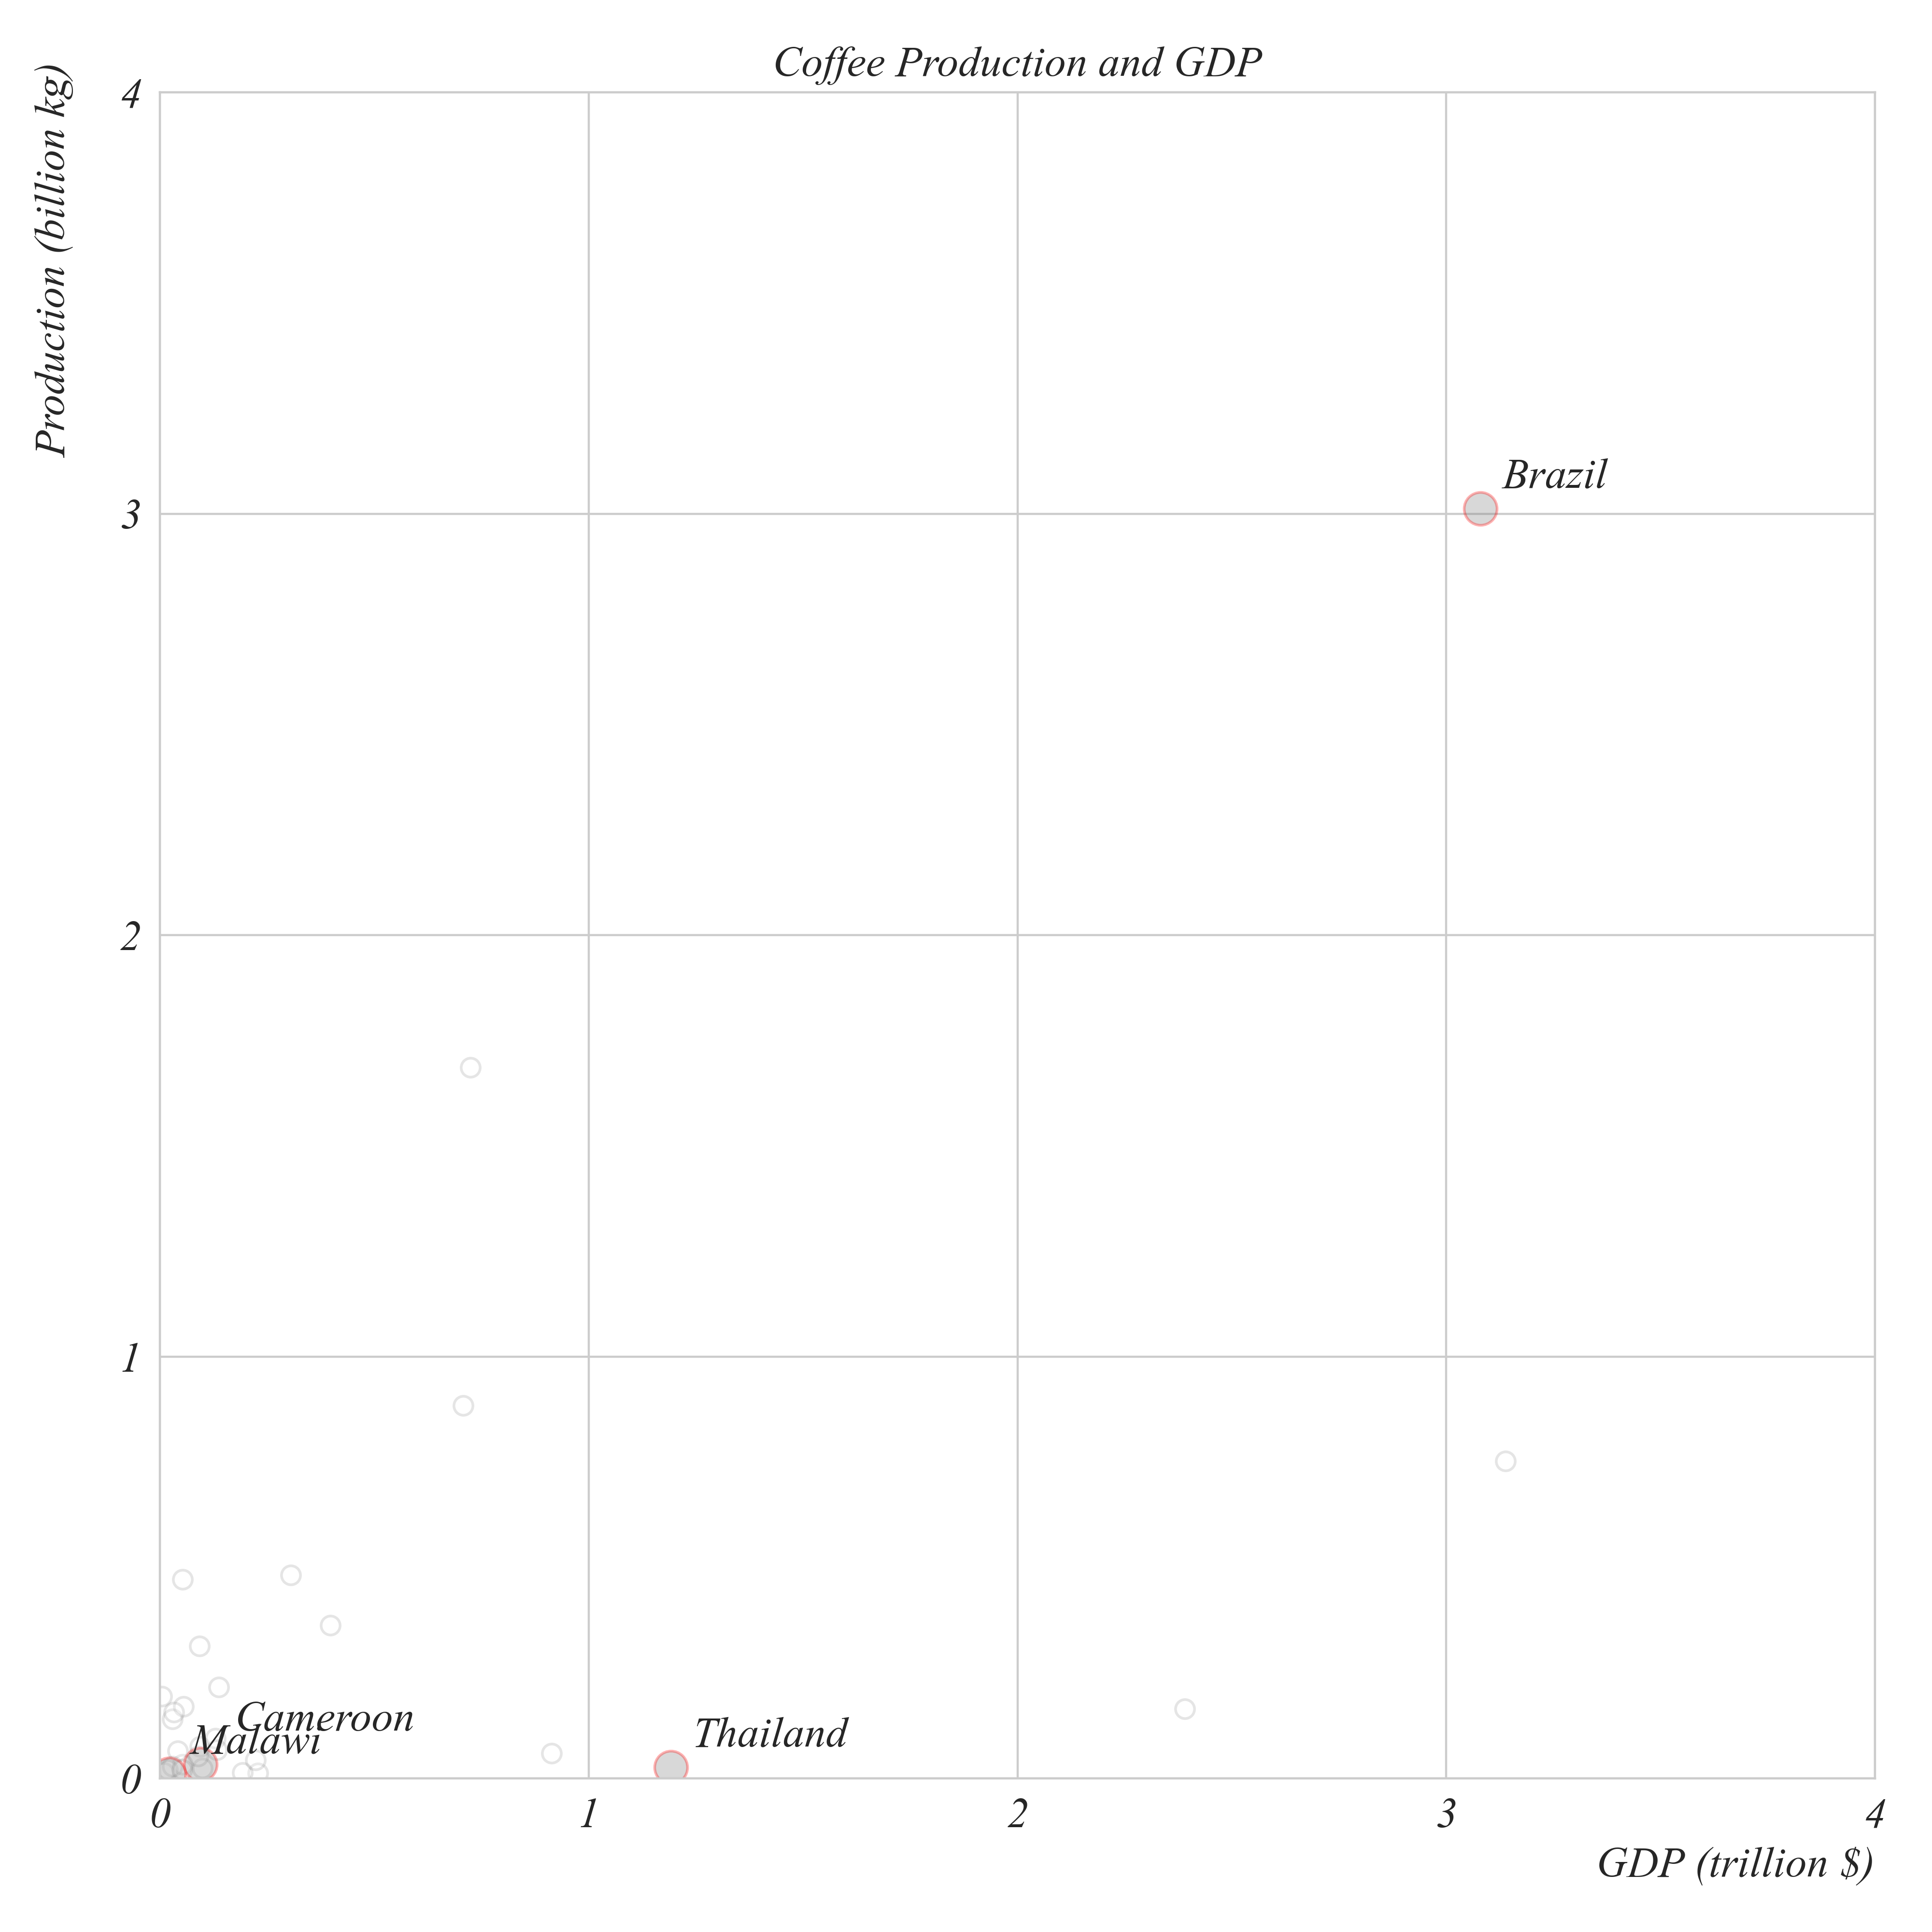 Coffee Production and GDP
Production (billion kg)
4
3
2
1
0
Brazil
Cameroon
Malawi
Thailand
0
1
2
3
4
GDP (trillion $)